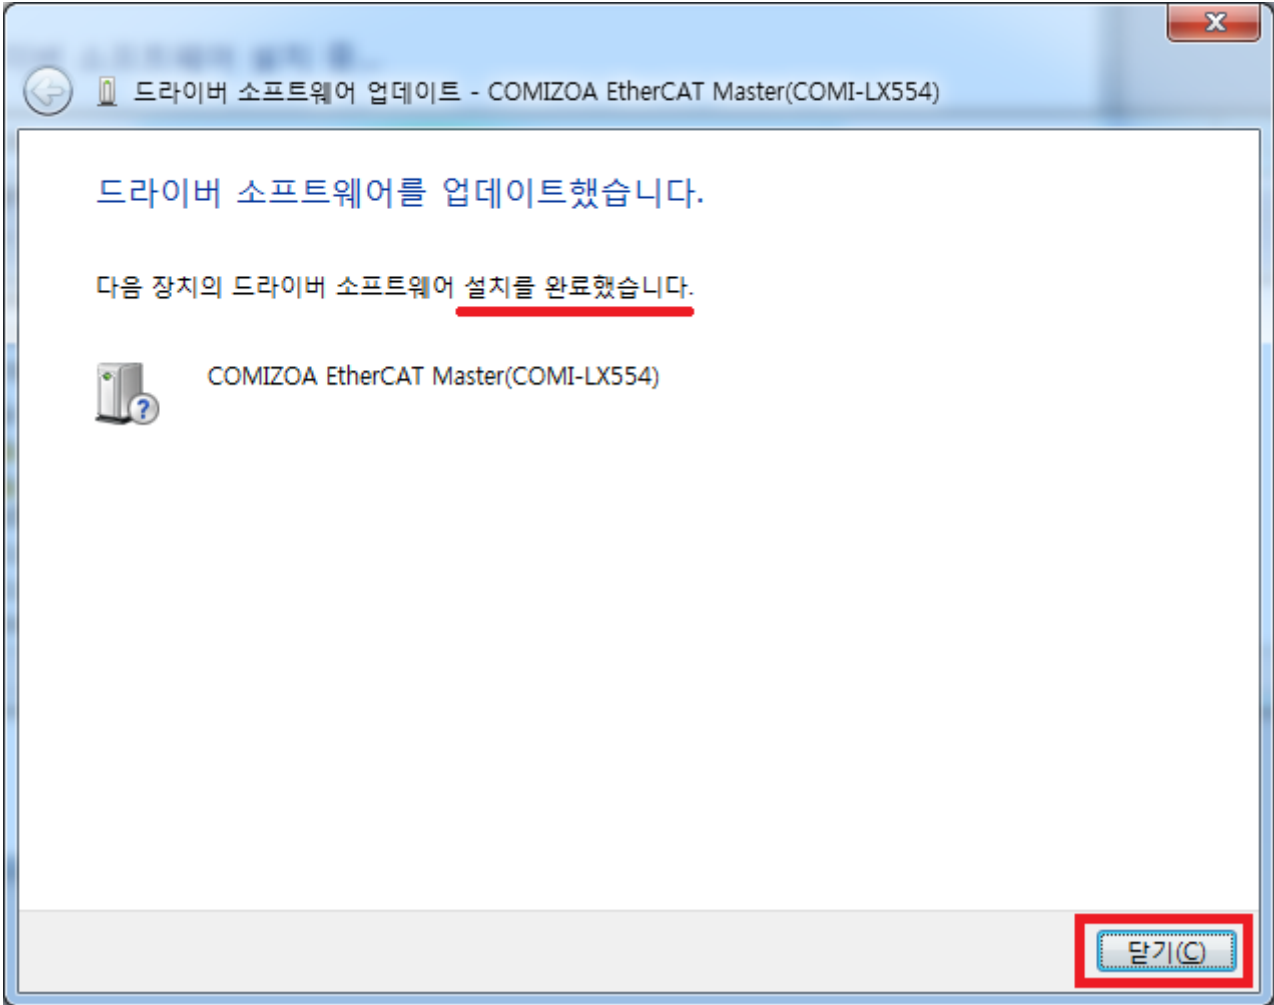 드라이버 소프트웨어 업데이트 - COMIZOA EtherCAT Master(COMI-LX554)
드라이버 소프트웨어를 업데이트했습니다.
다음 장치의 드라이버 소프트웨어 설치를 완료했습니다.
COMIZOA EtherCAT Master(COMI-LX554)
닫기(C)